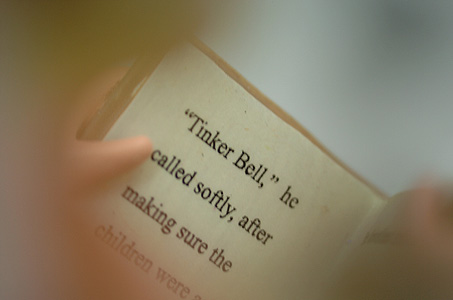 “Tinker Bell,” he
called softly, after
making sure the
children were